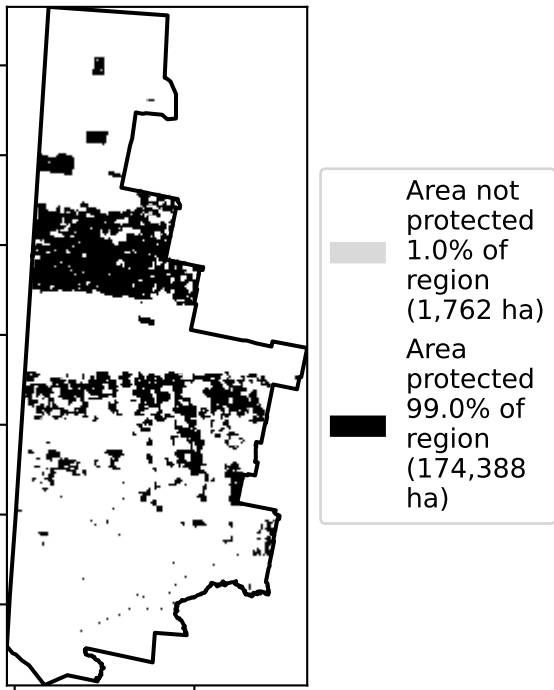 Area not
protected
1.0% of
region
(1,762 ha)
Area
protected
99.0% of
region
(174,388
ha)